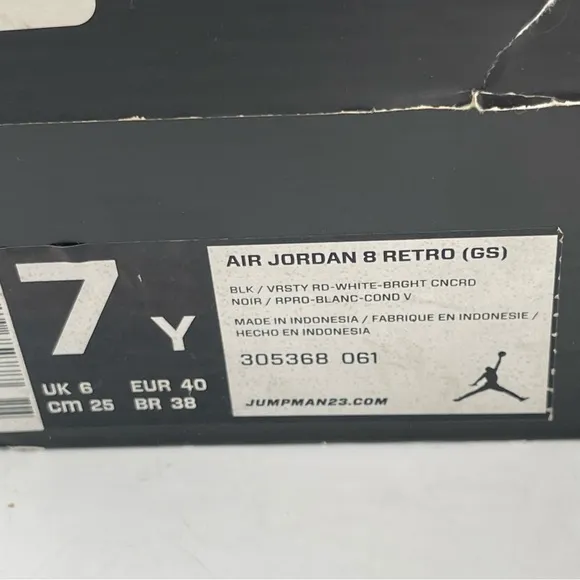 7 Y
UK 6 EUR 40
CM 25 BR 38
AIR JORDAN 8 RETRO (GS)
BLK / VRSTY RD-WHITE-BRGHT CNCRD
NOIR / RPRO-BLANC-COND V
MADE IN INDONESIA / FABRIQUE EN INDONESIE /
HECHO EN INDONESIA
305368 061
JUMPMAN23.COM